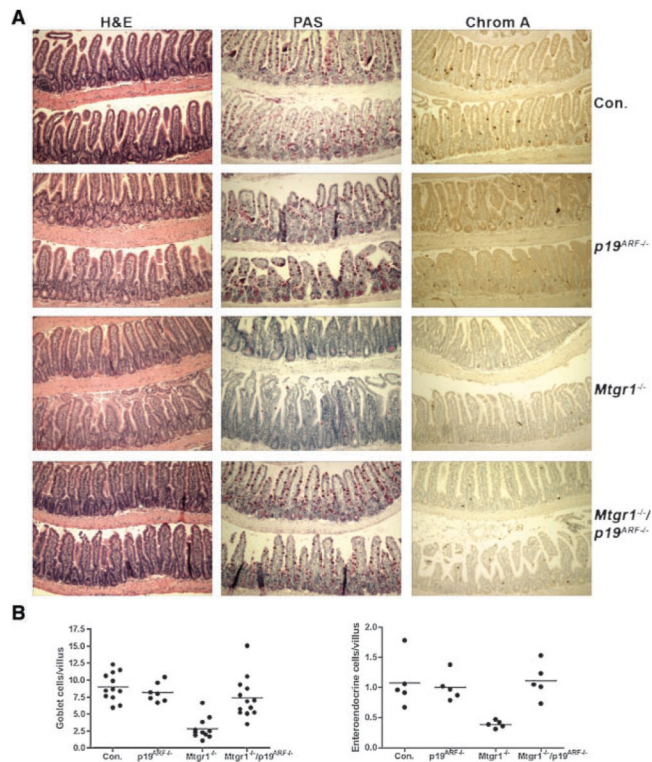 A
H&E PAS Chrom A
Con.
p19ARF-/-
Mtgr1-/-
Mtgr1-/-/
p19ARF-/-
B
Goblet cells/villus
17.5
15.0
12.5
10.0
7.5
5.0
2.5
0.0
Con. p19ARF-/- Mtgr1-/- Mtgr1-/-/p19ARF-/-
Enteroendocrine cells/villus
2.0
1.5
1.0
0.5
0.0
Con. p19ARF-/- Mtgr1-/- Mtgr1-/-/p19ARF-/-